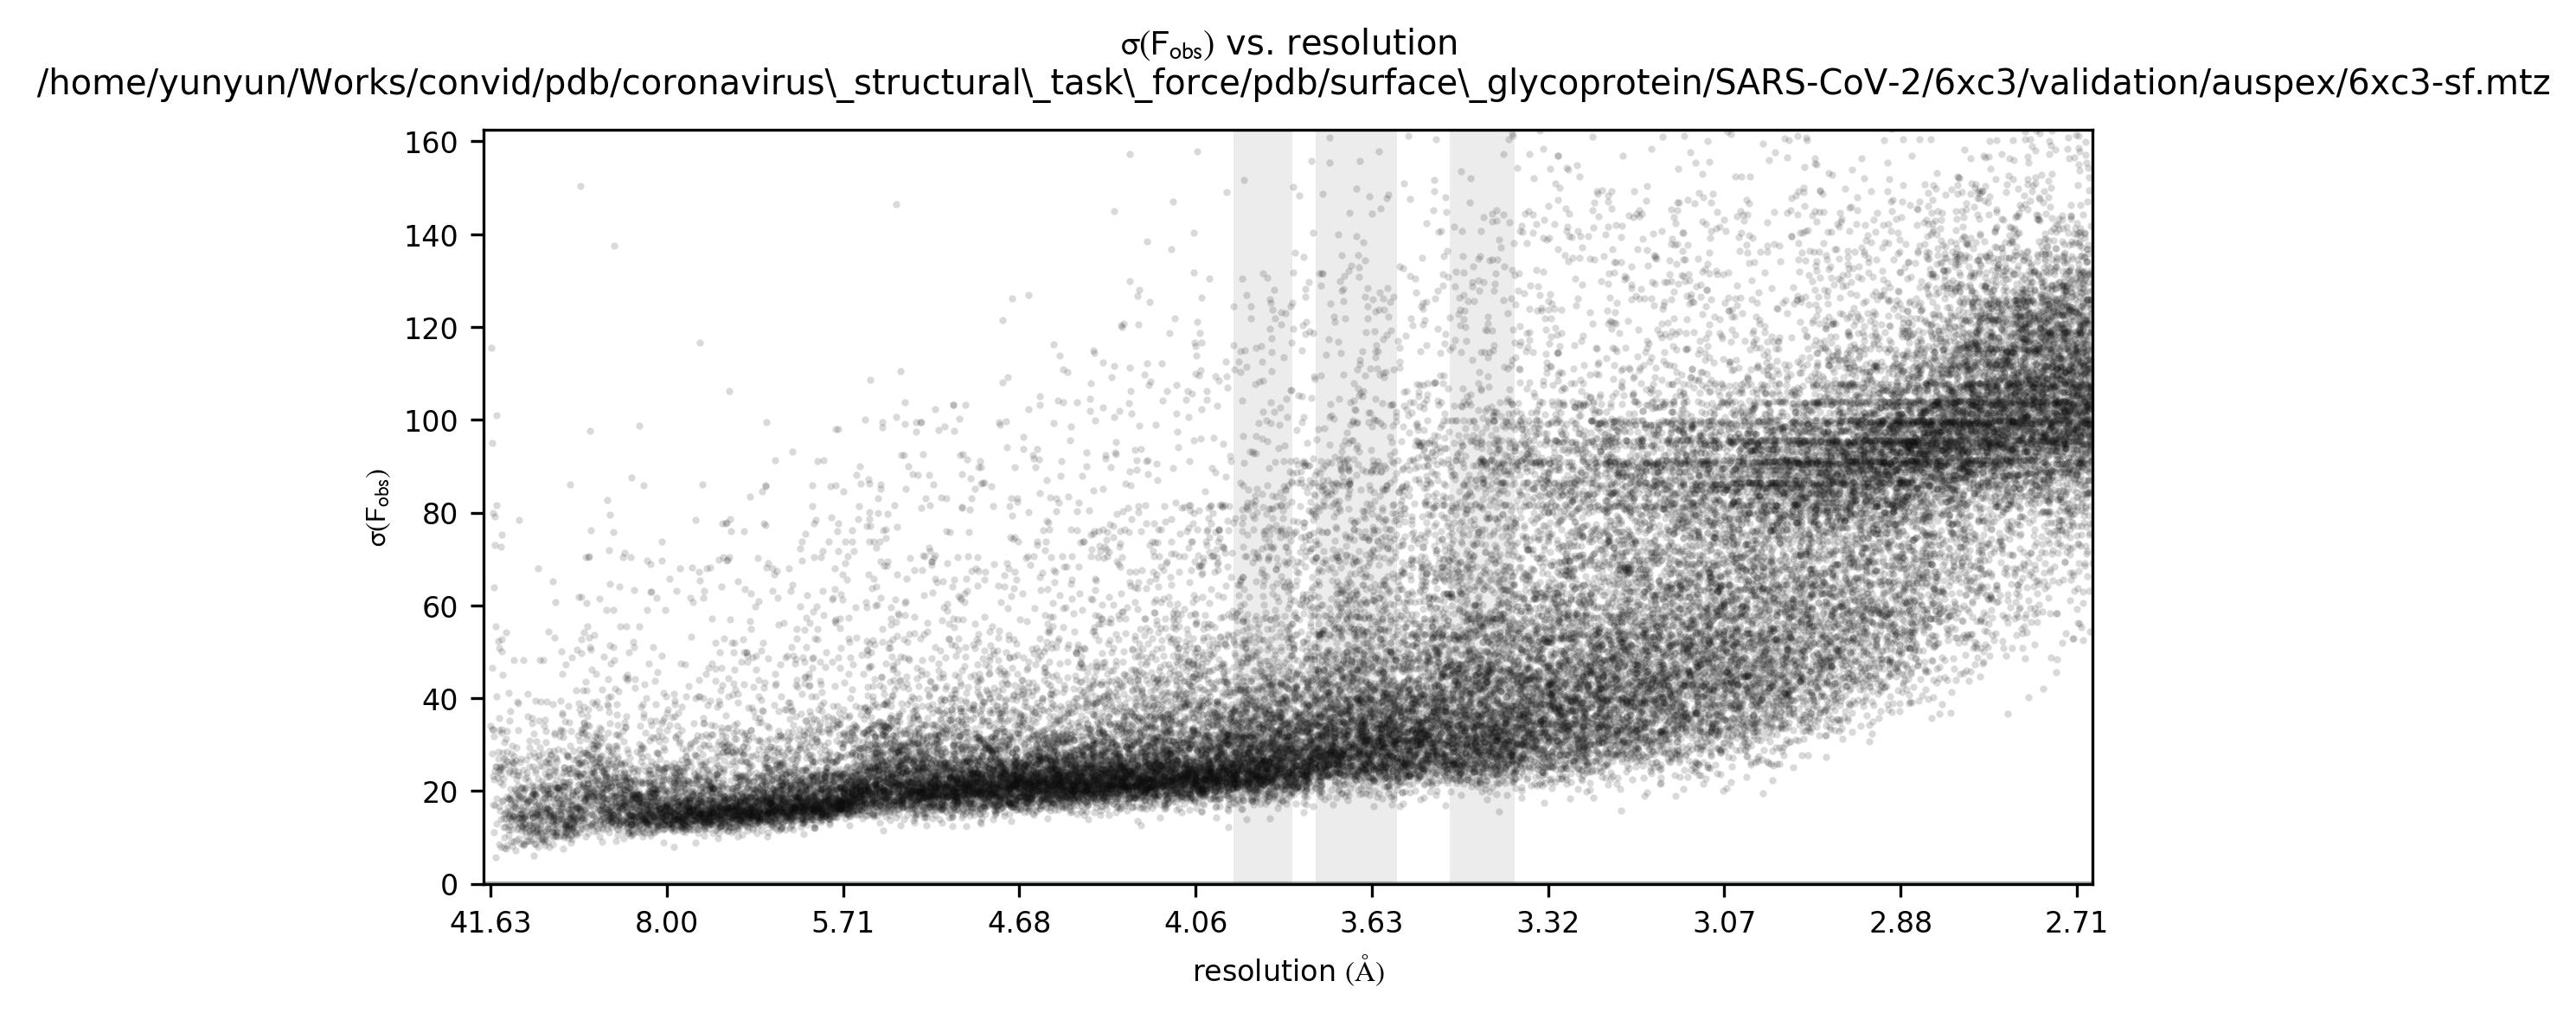 σ(Fobs) vs. resolution
/home/yunyun/Works/convid/pdb/coronavirus\_structural\_task\_force/pdb/surface\_glycoprotein/SARS-CoV-2/6xc3/validation/auspex/6xc3-sf.mtz
160
140
120
100
80
60
40
20
0
σ(Fobs)
41.63 8.00 5.71 4.68 4.06 3.63 3.32 3.07 2.88 2.71
resolution (Å)